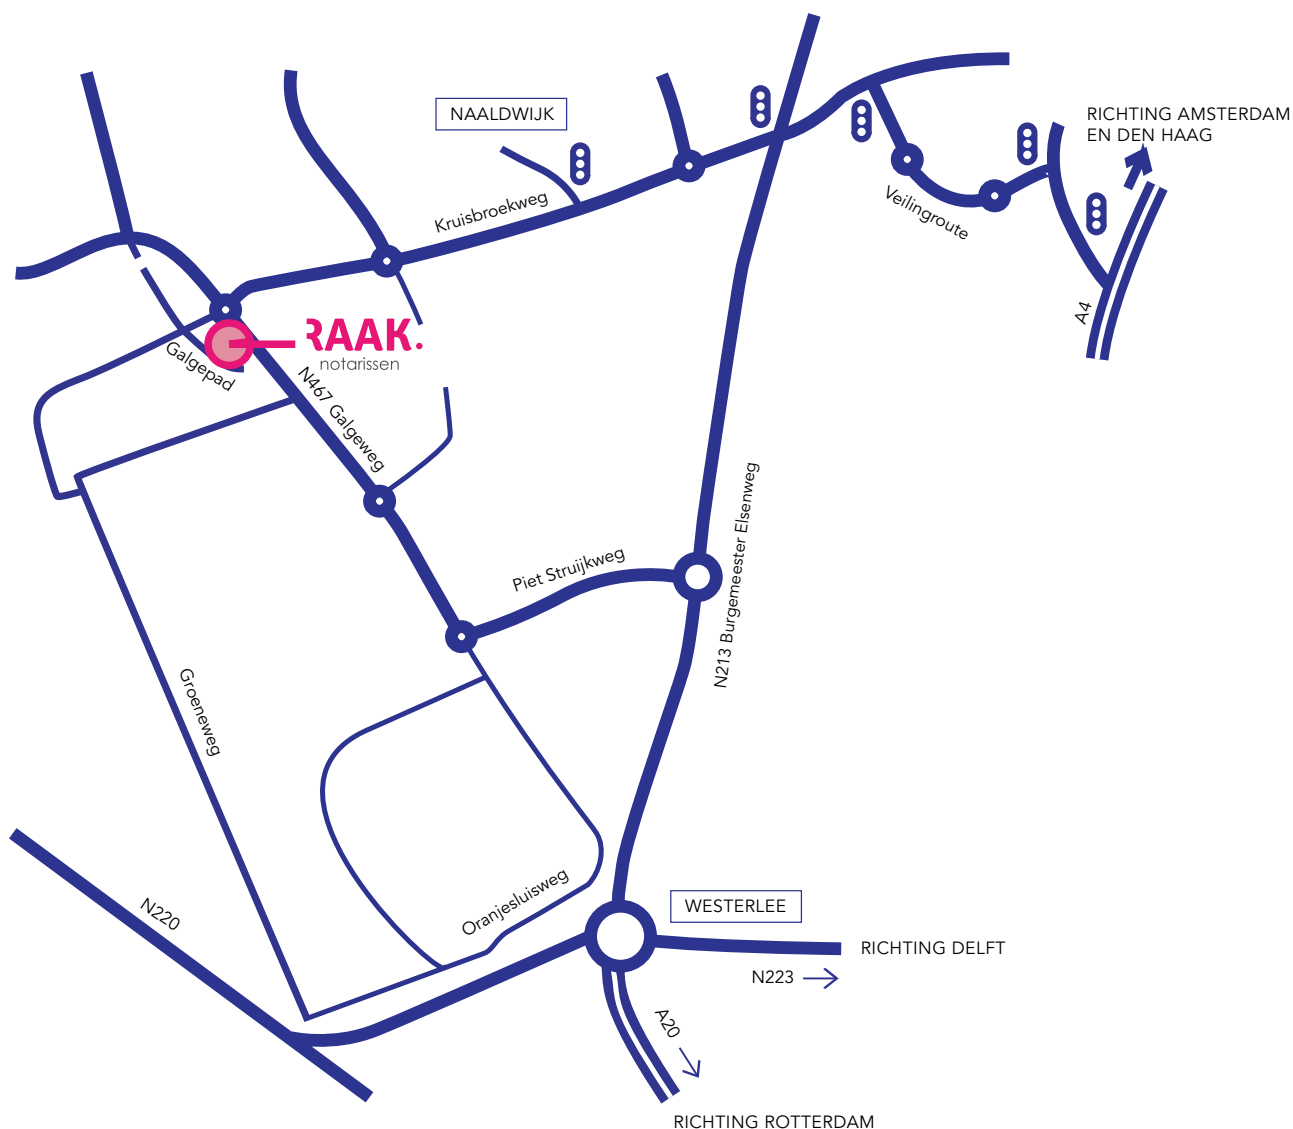 NAALDWIJK
RICHTING AMSTERDAM
EN DEN HAAG
Kruisbroekweg
Veilingroute
A4
RAAK.
notarissen
Galgepad
N467 Galgeweg
N213 Burgemeester Elsenweg
Piet Struijkweg
Groeneweg
Oranjesluisweg
N220
WESTERLEE
RICHTING DELFT
N223
A20
RICHTING ROTTERDAM